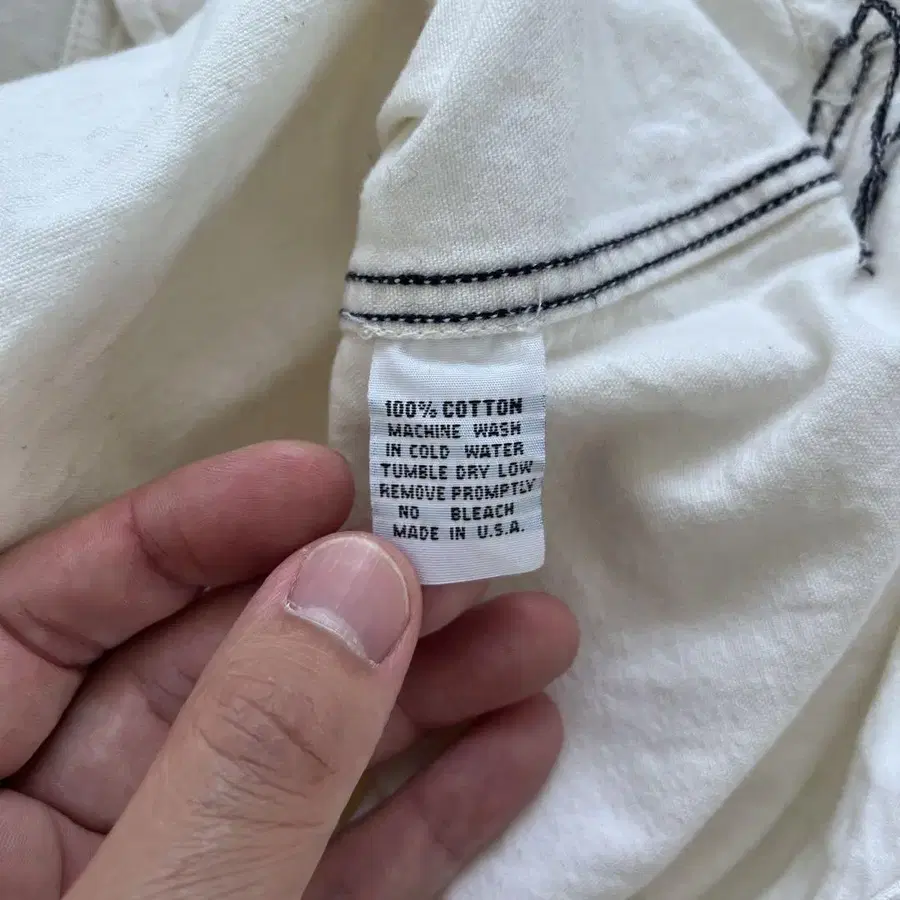 100% COTTON
MACHINE WASH
IN COLD WATER
TUMBLE DRY LOW
REMOVE PROMPTLY
NO BLEACH
MADE IN U.S.A.